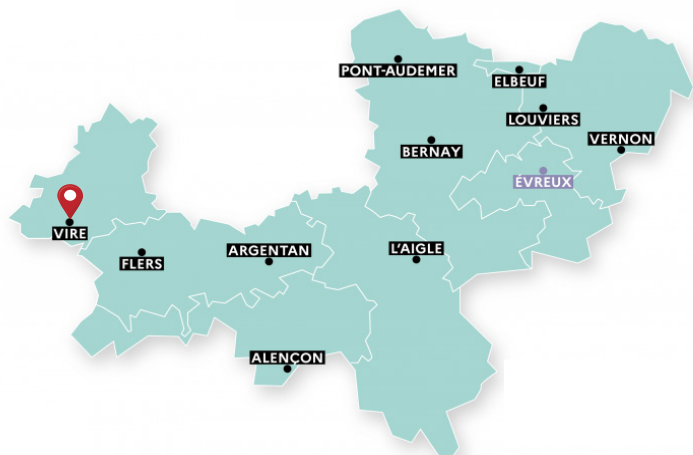 PONT-AUDEMER
ELBEUF
LOUVIERS
VERNON
BERNAY
ÉVREUX
VIRE
FLERS
ARGENTAN
L'AIGLE
ALENÇON